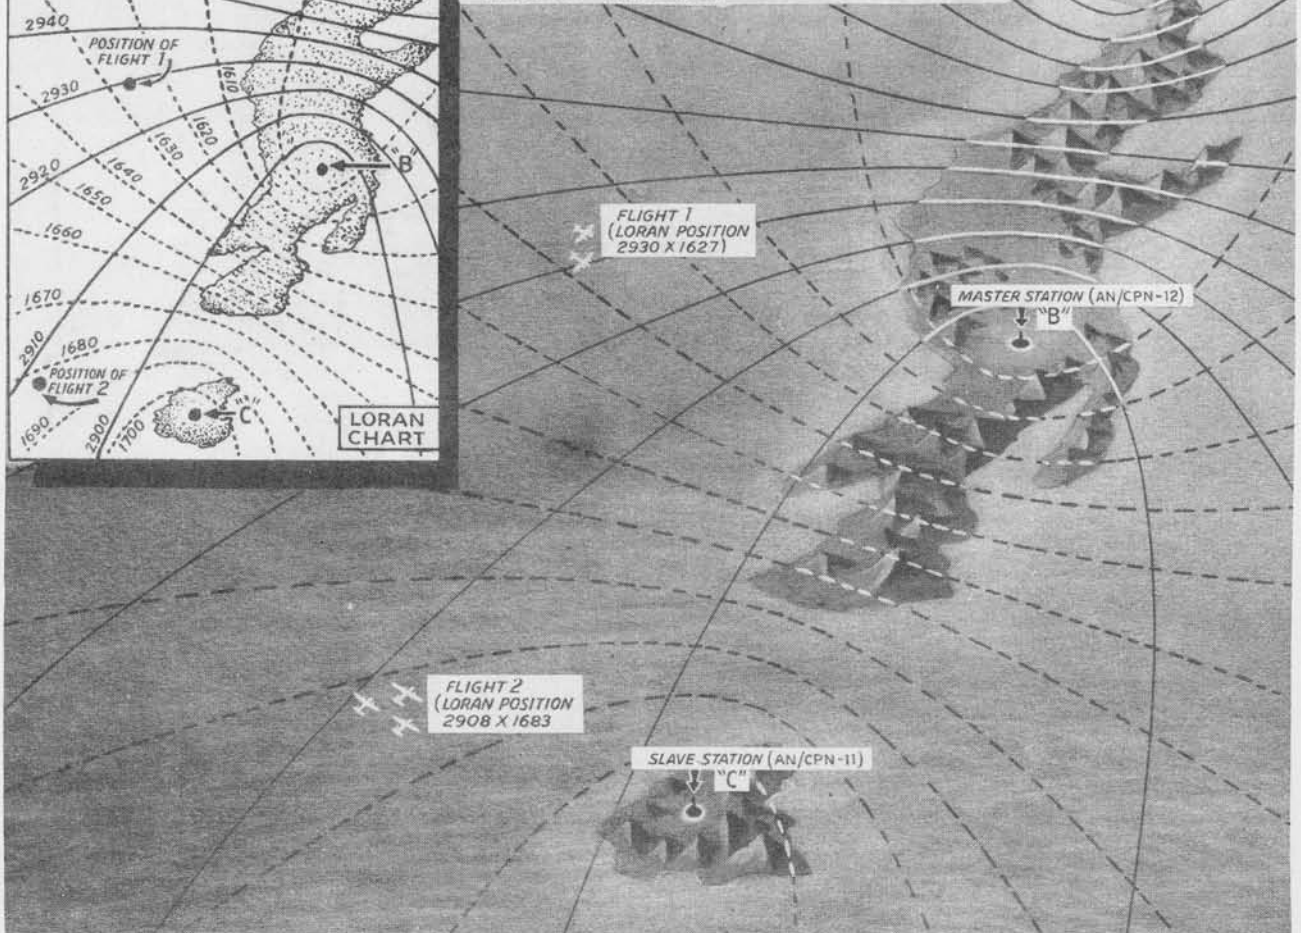 2940
POSITION OF
FLIGHT 1
2930
1610
1620
1630
2920
1640
1650
"B"
1660
1670
2910
1680
POSITION OF
FLIGHT 2
"C"
1690
2900
1700
LORAN
CHART
FLIGHT 1
(LORAN POSITION
2930 X 1627)
MASTER STATION (AN/CPN-12)
"B"
FLIGHT 2
(LORAN POSITION
2908 X 1683
SLAVE STATION (AN/CPN-11)
"C"